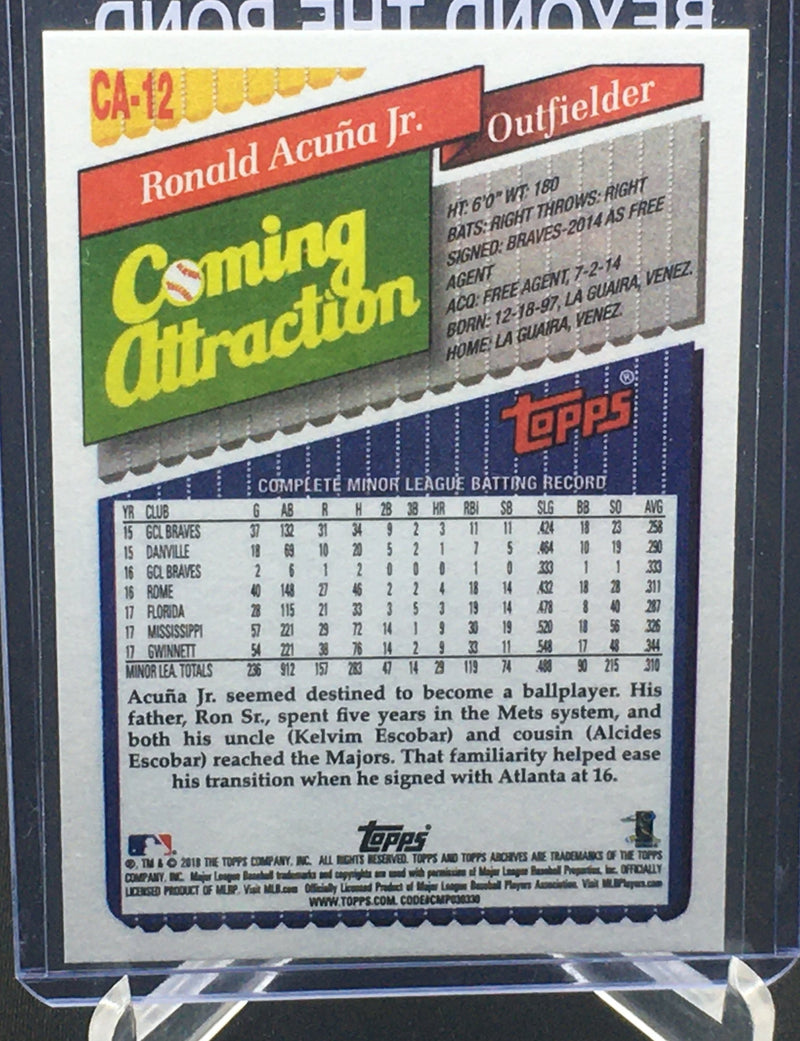 BEYOND THE BOND BEYOND THE B
CA-12
Ronald Acuña Jr.
Outfielder
Coming
Attraction
HT: 6'0" WT: 180
BATS: RIGHT THROWS: RIGHT
SIGNED: BRAVES-2014 AS FREE
AGENT
ACQ: FREE AGENT, 7-2-14
BORN: 12-18-97, LA GUAIRA, VENEZ.
HOME: LA GUAIRA, VENEZ.
topps®
COMPLETE MINOR LEAGUE BATTING RECORD
YR CLUB G AB R H 2B 3B HR RBI SB SLG BB SO AVG
15 GCL BRAVES 37 132 31 34 9 2 3 11 11 .424 18 23 .258
15 DANVILLE 18 69 10 20 5 2 1 7 5 .464 10 19 .290
16 GCL BRAVES 2 6 1 2 0 0 0 1 0 .333 1 1 .333
16 ROME 40 148 27 46 2 2 4 18 14 .432 18 28 .311
17 FLORIDA 28 115 21 33 3 5 3 19 14 .478 8 40 .287
17 MISSISSIPPI 57 221 29 72 14 1 9 30 19 .520 18 56 .326
17 GWINNETT 54 221 38 76 14 2 9 33 11 .548 17 48 .344
MINOR LEA. TOTALS 236 912 157 283 47 14 29 119 74 .488 90 215 .310
Acuña Jr. seemed destined to become a ballplayer. His
father, Ron Sr., spent five years in the Mets system, and
both his uncle (Kelvim Escobar) and cousin (Alcides
Escobar) reached the Majors. That familiarity helped ease
his transition when he signed with Atlanta at 16.
topps®
®, TM & © 2018 THE TOPPS COMPANY, INC. ALL RIGHTS RESERVED. TOPPS AND TOPPS ARCHIVES ARE TRADEMARKS OF THE TOPPS
COMPANY, INC. Major League Baseball trademarks and copyrights are used with permission of Major League Baseball Properties, Inc. OFFICIALLY
LICENSED PRODUCT OF MLBP. Visit MLB.com Officially Licensed Product of Major League Baseball Players Association. Visit MLBPlayers.com
WWW.TOPPS.COM. CODE#CMP030330